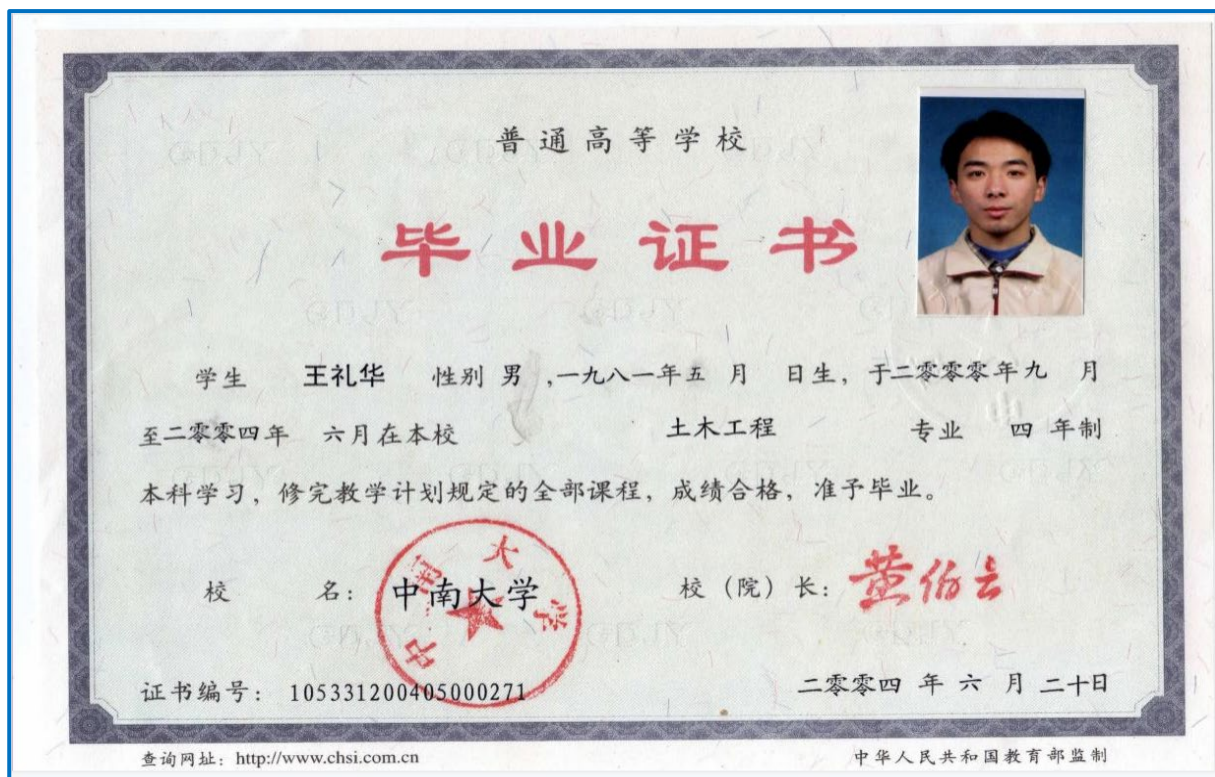 普通高等学校
毕业证书
学生 王礼华 性别 男 ,一九八一年五 月 日生，于二零零零年九 月
至二零零四年 六月在本校 土木工程 专业 四 年制
本科学习，修完教学计划规定的全部课程，成绩合格，准予毕业。
校 名： 中南大学 校（院）长：黄伯云
中南大学
证书编号： 105331200405000271 二零零四 年 六 月 二十日
查询网址：http://www.chsi.com.cn 中华人民共和国教育部监制